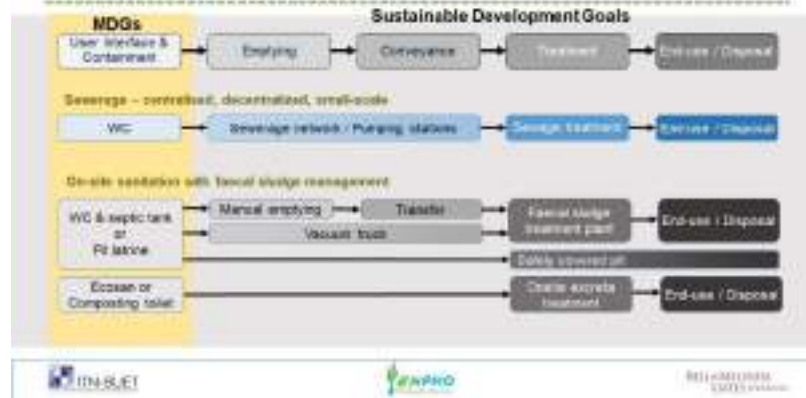 MDGs
Sustainable Development Goals
User Interface &
Containment
Emptying
Conveyance
Treatment
End-use / Disposal
Sewerage – centralised, decentralized, small-scale
WC
Sewerage network / Pumping stations
Sewage treatment
End-use / Disposal
On-site sanitation with faecal sludge management
WC & septic tank
or
Pit latrine
Manual emptying
Transfer
Vacuum truck
Faecal sludge
treatment plant
End-use / Disposal
Safely covered pit
Ecosan or
Composting toilet
Onsite excreta
treatment
End-use / Disposal
ITN-BUET
ENPRO